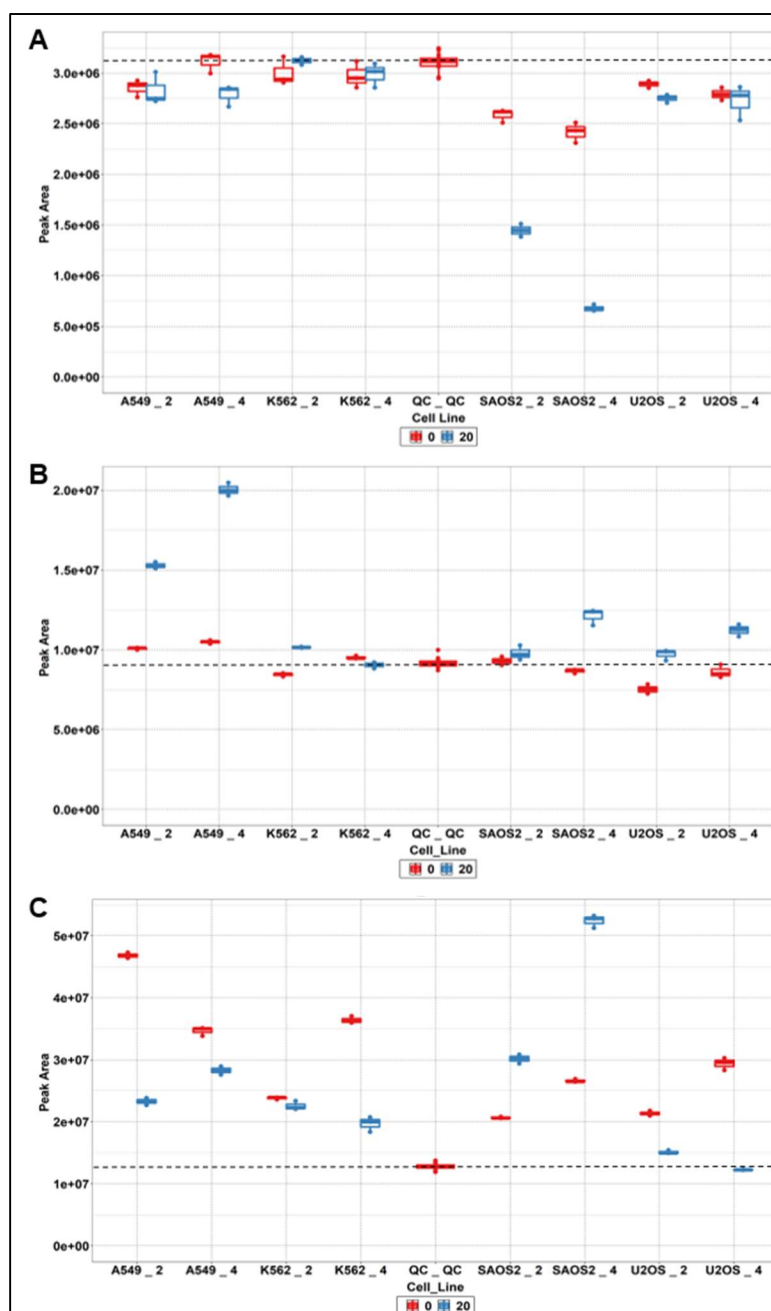 A
3.0e+06
2.5e+06
2.0e+06
1.5e+06
1.0e+06
5.0e+05
0.0e+00
Peak Area
A549 _ 2 A549 _ 4 K562 _ 2 K562 _ 4 QC _ QC SAOS2 _ 2 SAOS2 _ 4 U2OS _ 2 U2OS _ 4
Cell Line
0 20
B
2.0e+07
1.5e+07
1.0e+07
5.0e+06
0.0e+00
Peak Area
A549 _ 2 A549 _ 4 K562 _ 2 K562 _ 4 QC _ QC SAOS2 _ 2 SAOS2 _ 4 U2OS _ 2 U2OS _ 4
Cell_Line
0 20
C
5e+07
4e+07
3e+07
2e+07
1e+07
0e+00
Peak Area
A549 _ 2 A549 _ 4 K562 _ 2 K562 _ 4 QC _ QC SAOS2 _ 2 SAOS2 _ 4 U2OS _ 2 U2OS _ 4
Cell_Line
0 20